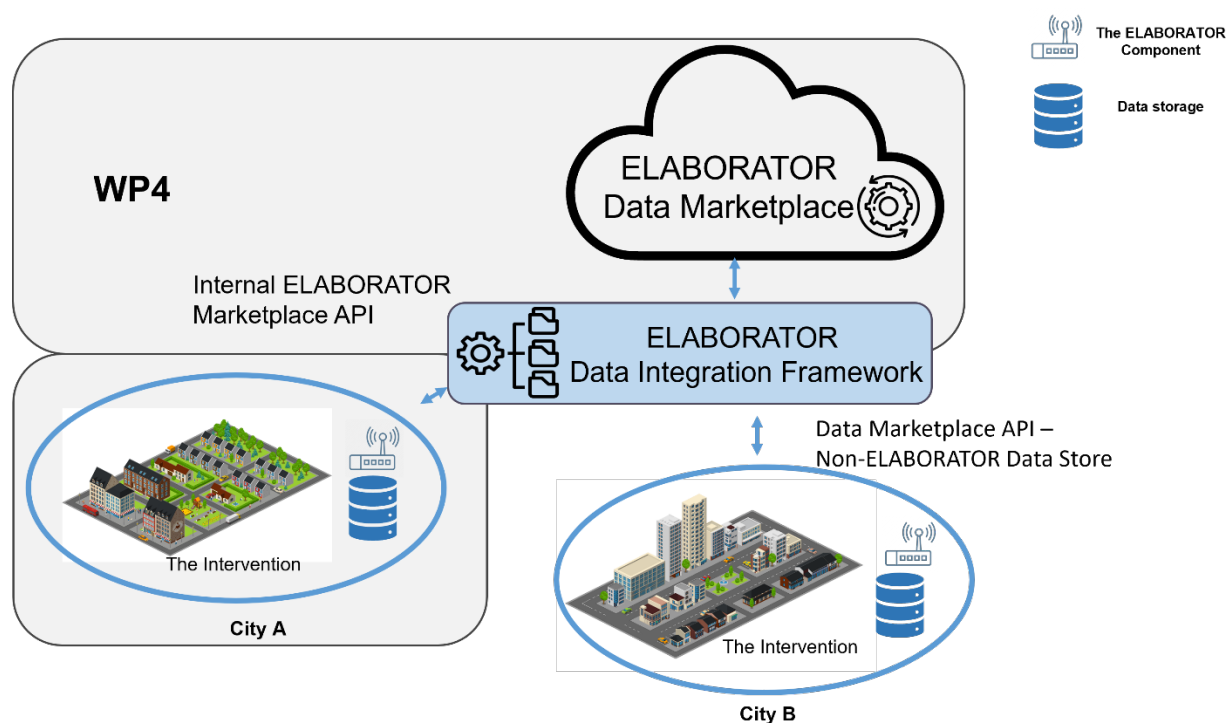 The ELABORATOR
Component
Data storage
WP4
ELABORATOR
Data Marketplace
Internal ELABORATOR
Marketplace API
ELABORATOR
Data Integration Framework
The Intervention
City A
Data Marketplace API –
Non-ELABORATOR Data Store
The Intervention
City B